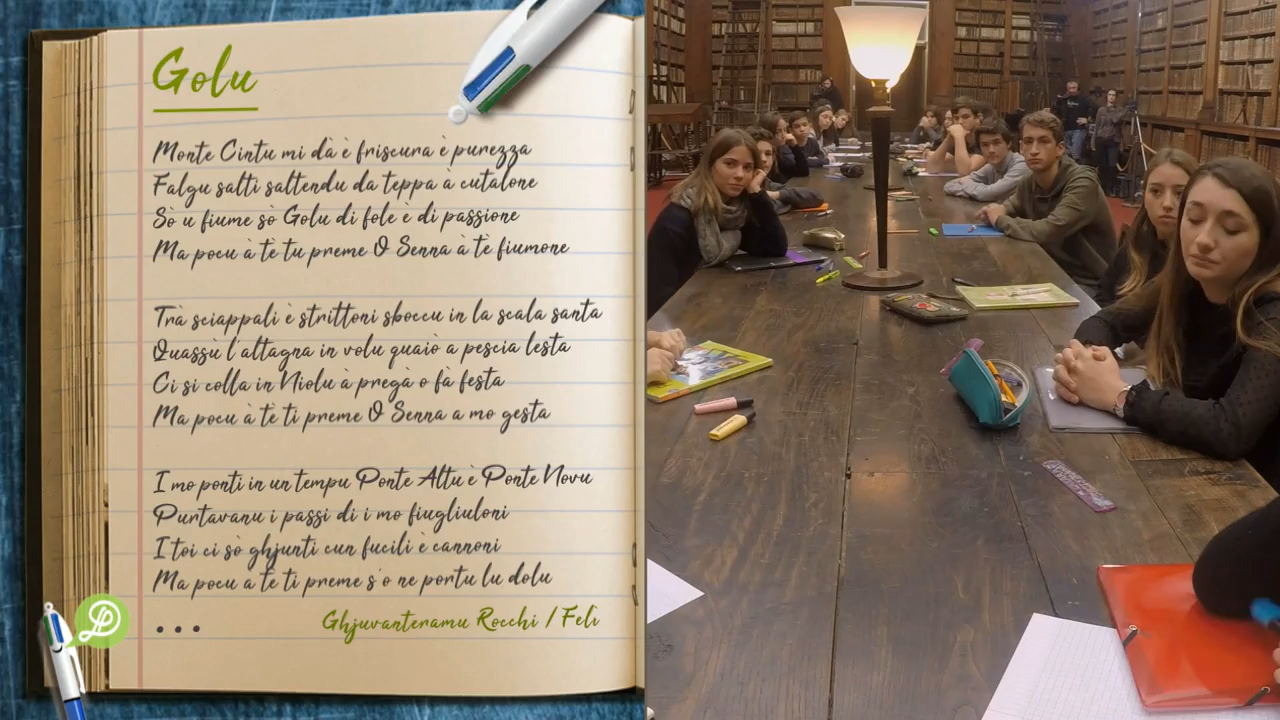 Golu
Monte Cintu mi dà è friscura è purezza
Falgu salti saltendu da teppa à cutalone
Sò u fiume sò Golu di fole è di passione
Ma pocu à tè tu preme O Senna à tè fiumone
Trà sciappali è strittoni sboccu in la scala santa
Quassù l'altagna in volu quaiò a pescia lesta
Ci si colla in Niolu à pregà o fà festa
Ma pocu à tè ti preme O Senna a mo gesta
I mo ponti in un tempu Ponte Altu è Ponte Novu
Purtavanu i passi di i mo fiugliuloni
I toi ci sò ghjunti cun fucili è cannoni
Ma pocu à tè ti preme s'o ne portu lu dolu
...
Ghjuvanteramu Rocchi / Felì